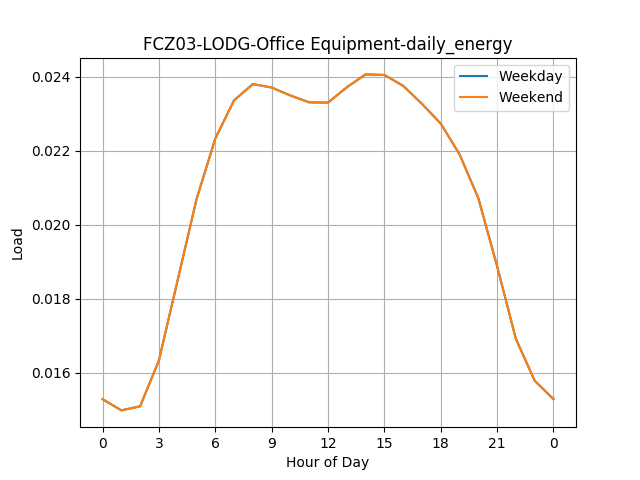 FCZ03-LODG-Office Equipment-daily_energy
Weekday
Weekend
0.024
0.022
0.020
0.018
0.016
Load
0 3 6 9 12 15 18 21 0
Hour of Day